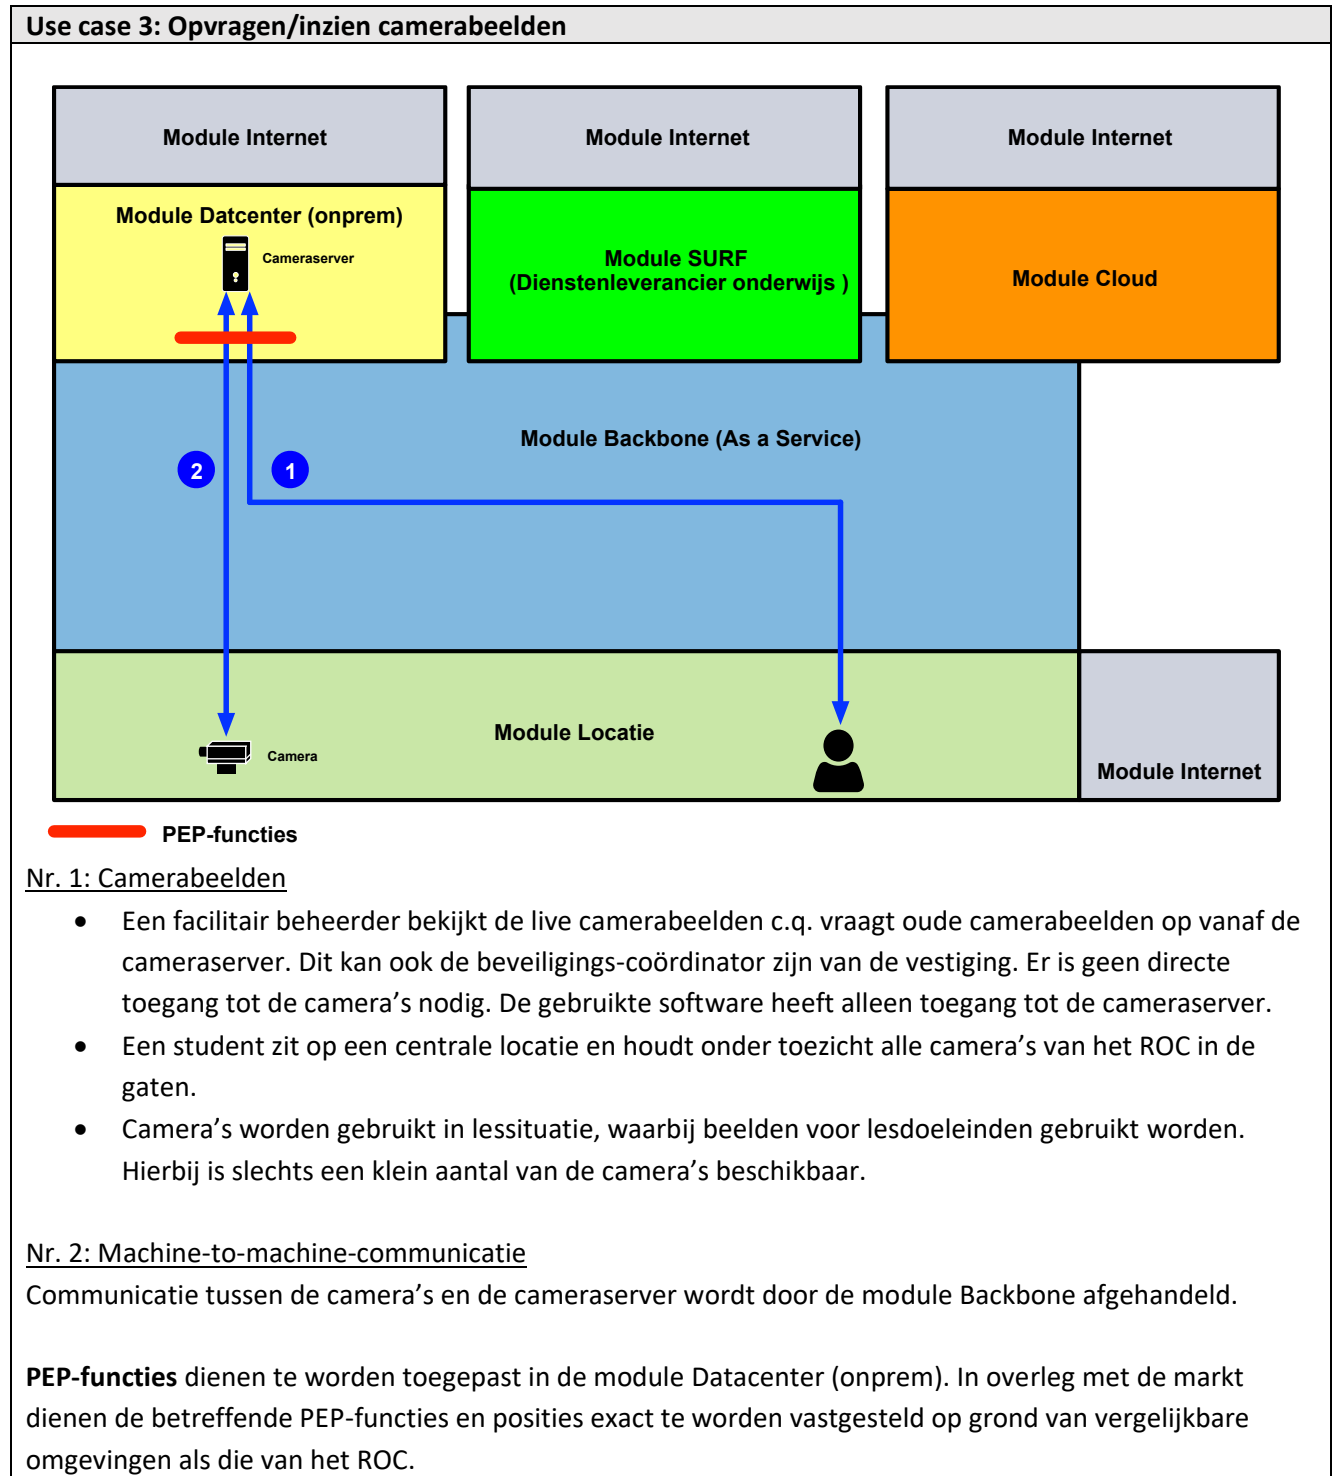 Use case 3: Opvragen/inzien camerabeelden
Module Internet
Module Internet
Module Internet
Module Datcenter (onprem)
Cameraserver
Module SURF
(Dienstenleverancier onderwijs )
Module Cloud
Module Backbone (As a Service)
2
1
Module Locatie
Camera
Module Internet
PEP-functies
Nr. 1: Camerabeelden
• Een facilitair beheerder bekijkt de live camerabeelden c.q. vraagt oude camerabeelden op vanaf de
cameraserver. Dit kan ook de beveiligings-coördinator zijn van de vestiging. Er is geen directe
toegang tot de camera’s nodig. De gebruikte software heeft alleen toegang tot de cameraserver.
• Een student zit op een centrale locatie en houdt onder toezicht alle camera’s van het ROC in de
gaten.
• Camera’s worden gebruikt in lessituatie, waarbij beelden voor lesdoeleinden gebruikt worden.
Hierbij is slechts een klein aantal van de camera’s beschikbaar.
Nr. 2: Machine-to-machine-communicatie
Communicatie tussen de camera’s en de cameraserver wordt door de module Backbone afgehandeld.
PEP-functies dienen te worden toegepast in de module Datacenter (onprem). In overleg met de markt
dienen de betreffende PEP-functies en posities exact te worden vastgesteld op grond van vergelijkbare
omgevingen als die van het ROC.